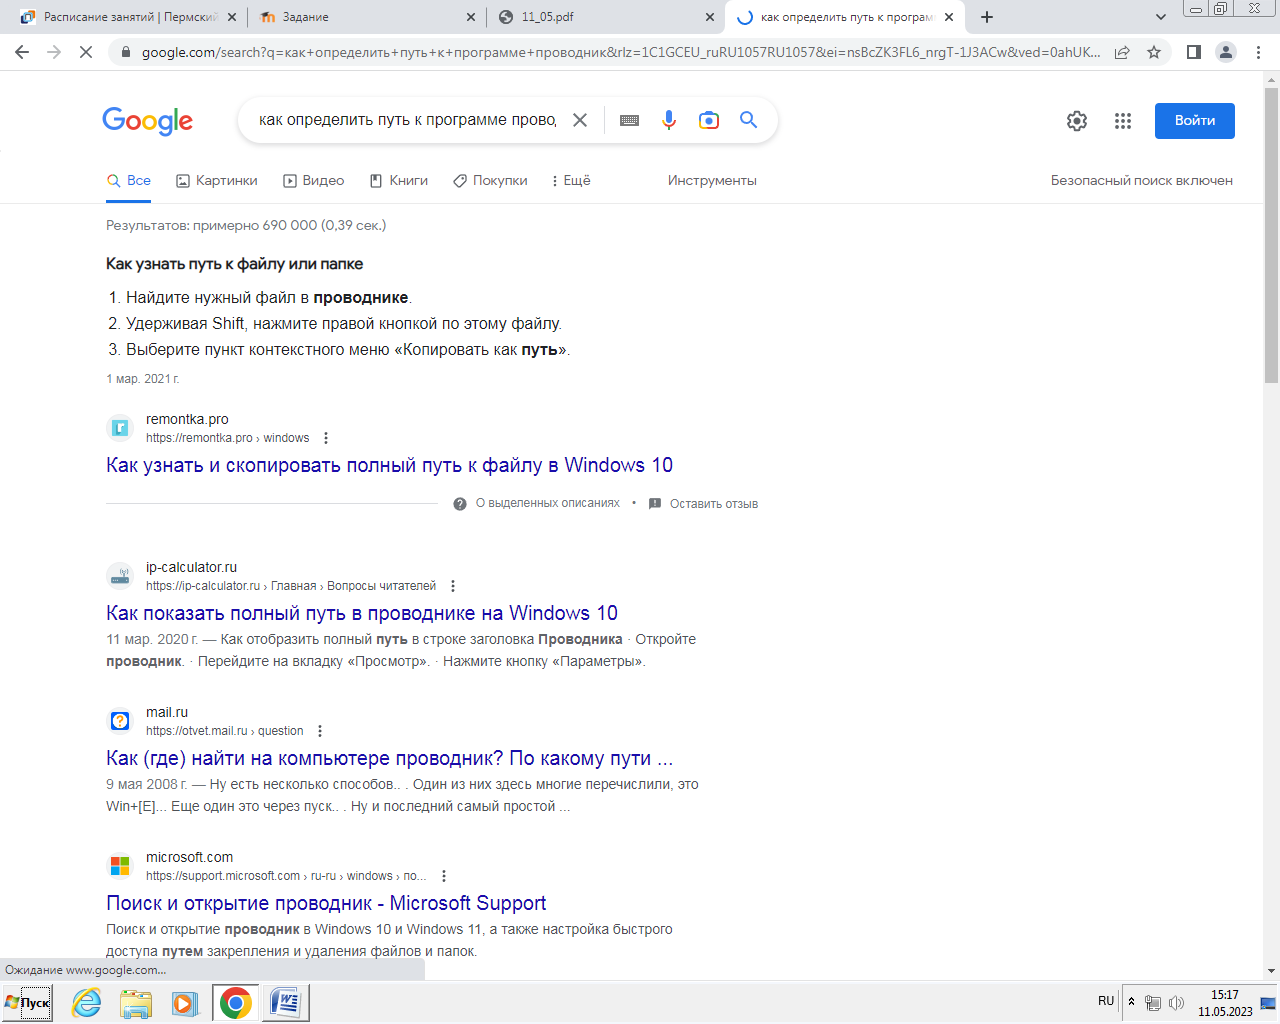 Расписание занятий | Пермский
Задание
11_05.pdf
как определить путь к програм
google.com/search?q=как+определить+путь+к+программе+проводник&rlz=1C1GCEU_ruRU1057RU1057&ei=nsBcZK3FL6_nrgT-1J3ACw&ved=0ahUK...
Google
как определить путь к программе прово
Войти
Все
Картинки
Видео
Книги
Покупки
Ещё
Инструменты
Безопасный поиск включен
Результатов: примерно 690 000 (0,39 сек.)
Как узнать путь к файлу или папке
1. Найдите нужный файл в проводнике.
2. Удерживая Shift, нажмите правой кнопкой по этому файлу.
3. Выберите пункт контекстного меню «Копировать как путь».
1 мар. 2021 г.
remontka.pro
https://remontka.pro › windows
Как узнать и скопировать полный путь к файлу в Windows 10
О выделенных описаниях • Оставить отзыв
ip-calculator.ru
https://ip-calculator.ru › Главная › Вопросы читателей
Как показать полный путь в проводнике на Windows 10
11 мар. 2020 г. — Как отобразить полный путь в строке заголовка Проводника · Откройте
проводник. · Перейдите на вкладку «Просмотр». · Нажмите кнопку «Параметры».
mail.ru
https://otvet.mail.ru › question
Как (где) найти на компьютере проводник? По какому пути ...
9 мая 2008 г. — Ну есть несколько способов.. . Один из них здесь многие перечислили, это
Win+[E]... Еще один это через пуск.. . Ну и последний самый простой ...
microsoft.com
https://support.microsoft.com › ru-ru › windows › по...
Поиск и открытие проводник - Microsoft Support
Поиск и открытие проводник в Windows 10 и Windows 11, а также настройка быстрого
доступа путем закрепления и удаления файлов и папок.
Ожидание www.google.com...
Пуск
RU
15:17
11.05.2023